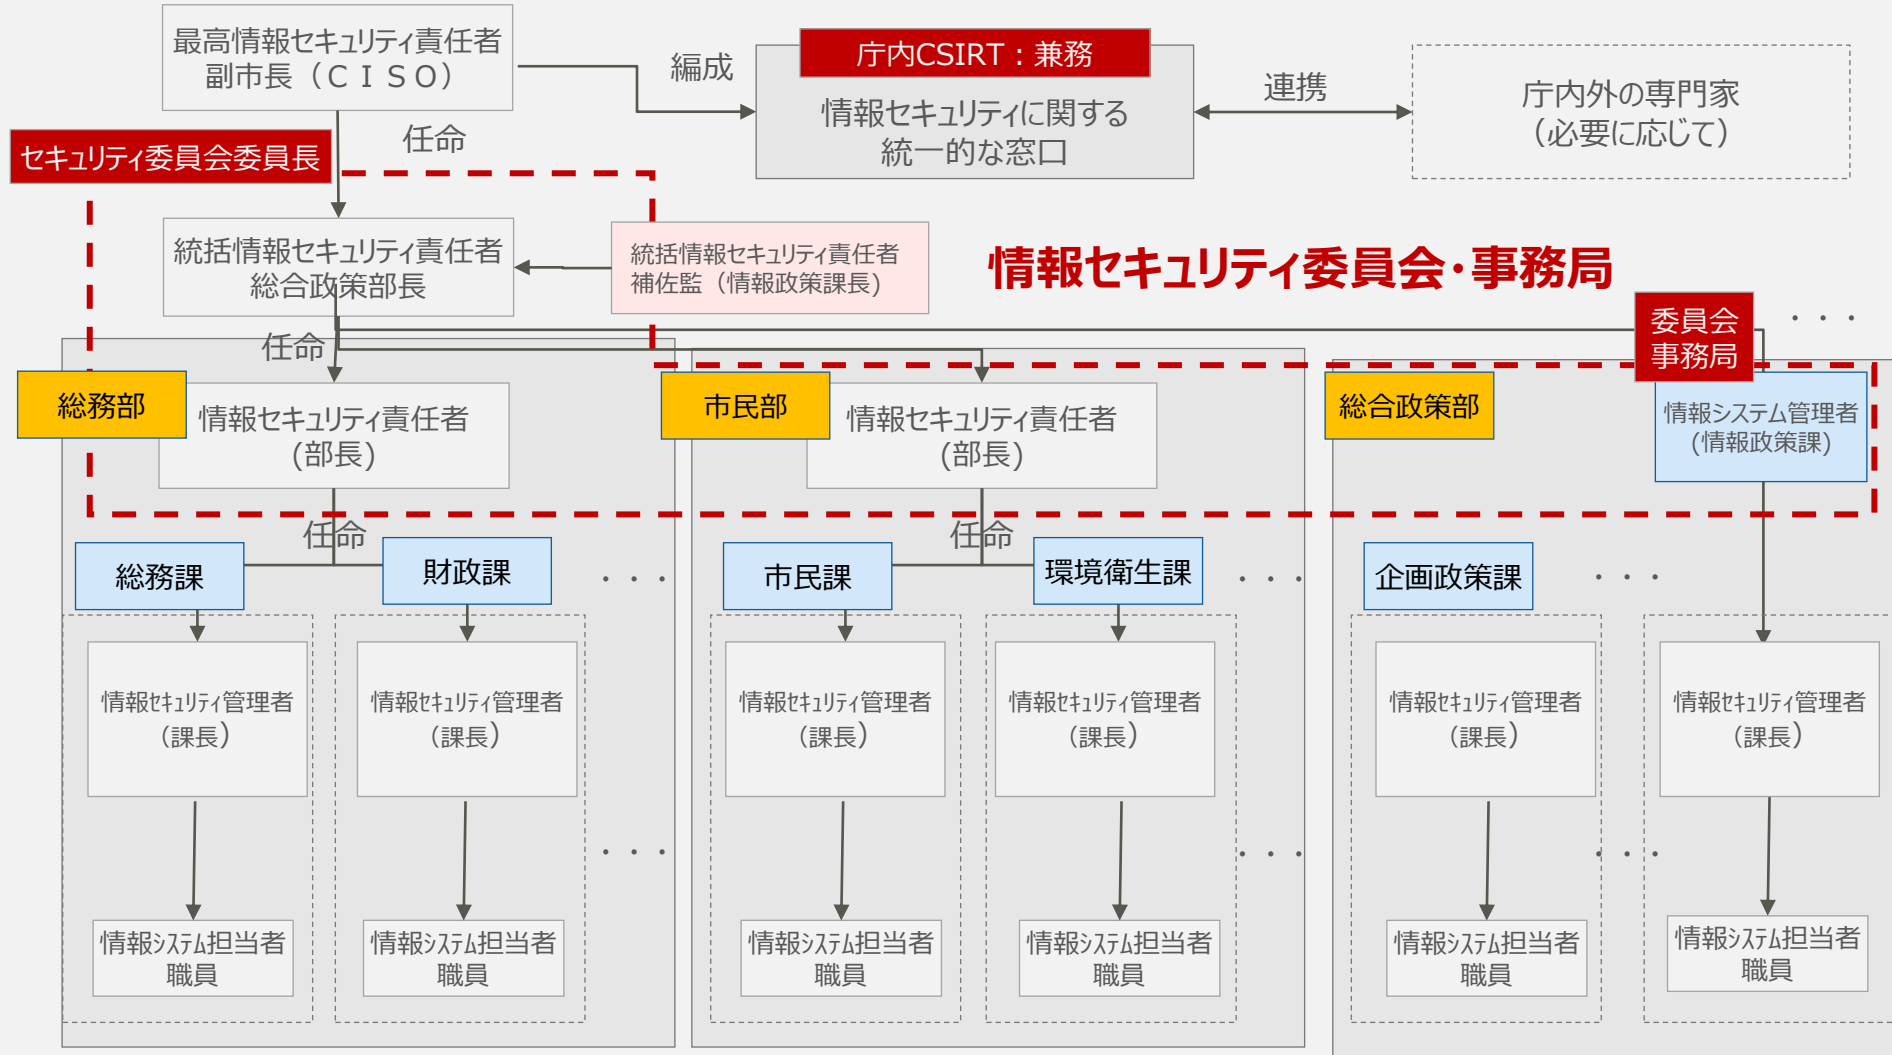 最高情報セキュリティ責任者
副市長（ＣＩＳＯ）
編成
庁内CSIRT：兼務
情報セキュリティに関する
統一的な窓口
連携
庁内外の専門家
（必要に応じて）
任命
セキュリティ委員会委員長
統括情報セキュリティ責任者
総合政策部長
統括情報セキュリティ責任者
補佐監（情報政策課長）
情報セキュリティ委員会・事務局
委員会
事務局
・・・
任命
総務部
情報セキュリティ責任者
(部長)
市民部
情報セキュリティ責任者
(部長)
総合政策部
情報システム管理者
(情報政策課)
任命
任命
総務課
財政課
・・・
市民課
環境衛生課
・・・
企画政策課
・・・
情報ｾｷｭﾘﾃｨ管理者
（課長）
情報ｾｷｭﾘﾃｨ管理者
（課長）
情報ｾｷｭﾘﾃｨ管理者
（課長）
情報ｾｷｭﾘﾃｨ管理者
（課長）
情報ｾｷｭﾘﾃｨ管理者
（課長）
情報ｾｷｭﾘﾃｨ管理者
（課長）
・・・
・・・
・・・
情報ｼｽﾃﾑ担当者
職員
情報ｼｽﾃﾑ担当者
職員
情報ｼｽﾃﾑ担当者
職員
情報ｼｽﾃﾑ担当者
職員
情報ｼｽﾃﾑ担当者
職員
情報ｼｽﾃﾑ担当者
職員